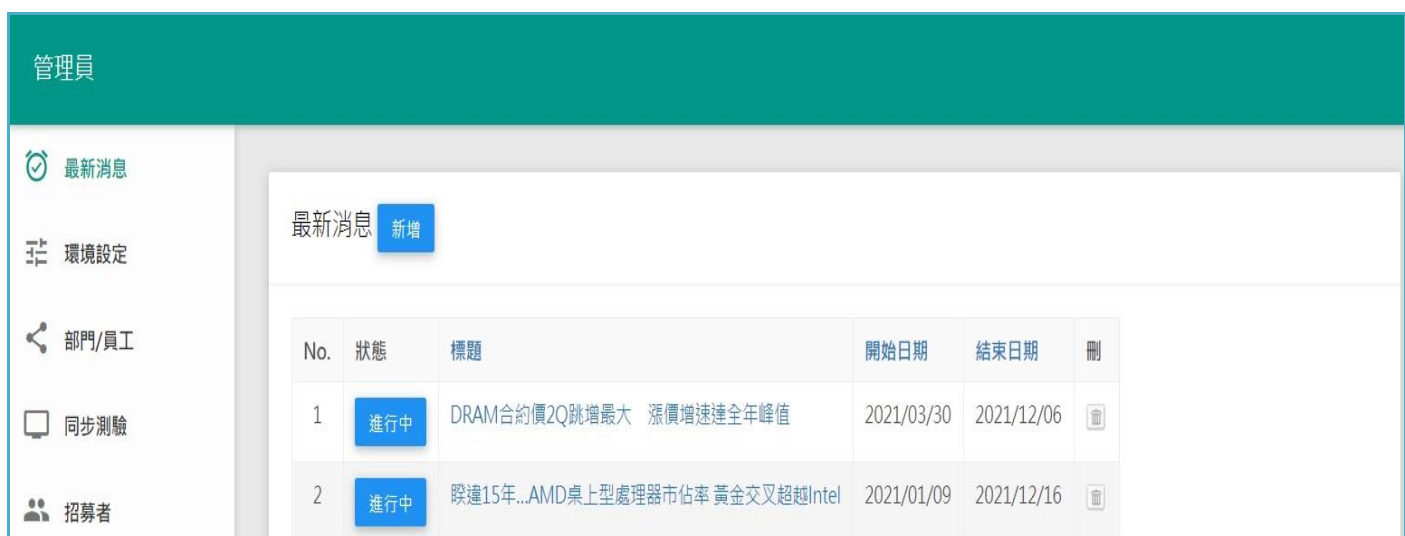 管理員
最新消息
環境設定
部門/員工
同步測驗
招募者
最新消息 新增
No. 狀態 標題 開始日期 結束日期 刪
1 進行中 DRAM合約價2Q跳增最大 漲價增速達全年峰值 2021/03/30 2021/12/06
2 進行中 睽違15年...AMD桌上型處理器市佔率 黃金交叉超越Intel 2021/01/09 2021/12/16